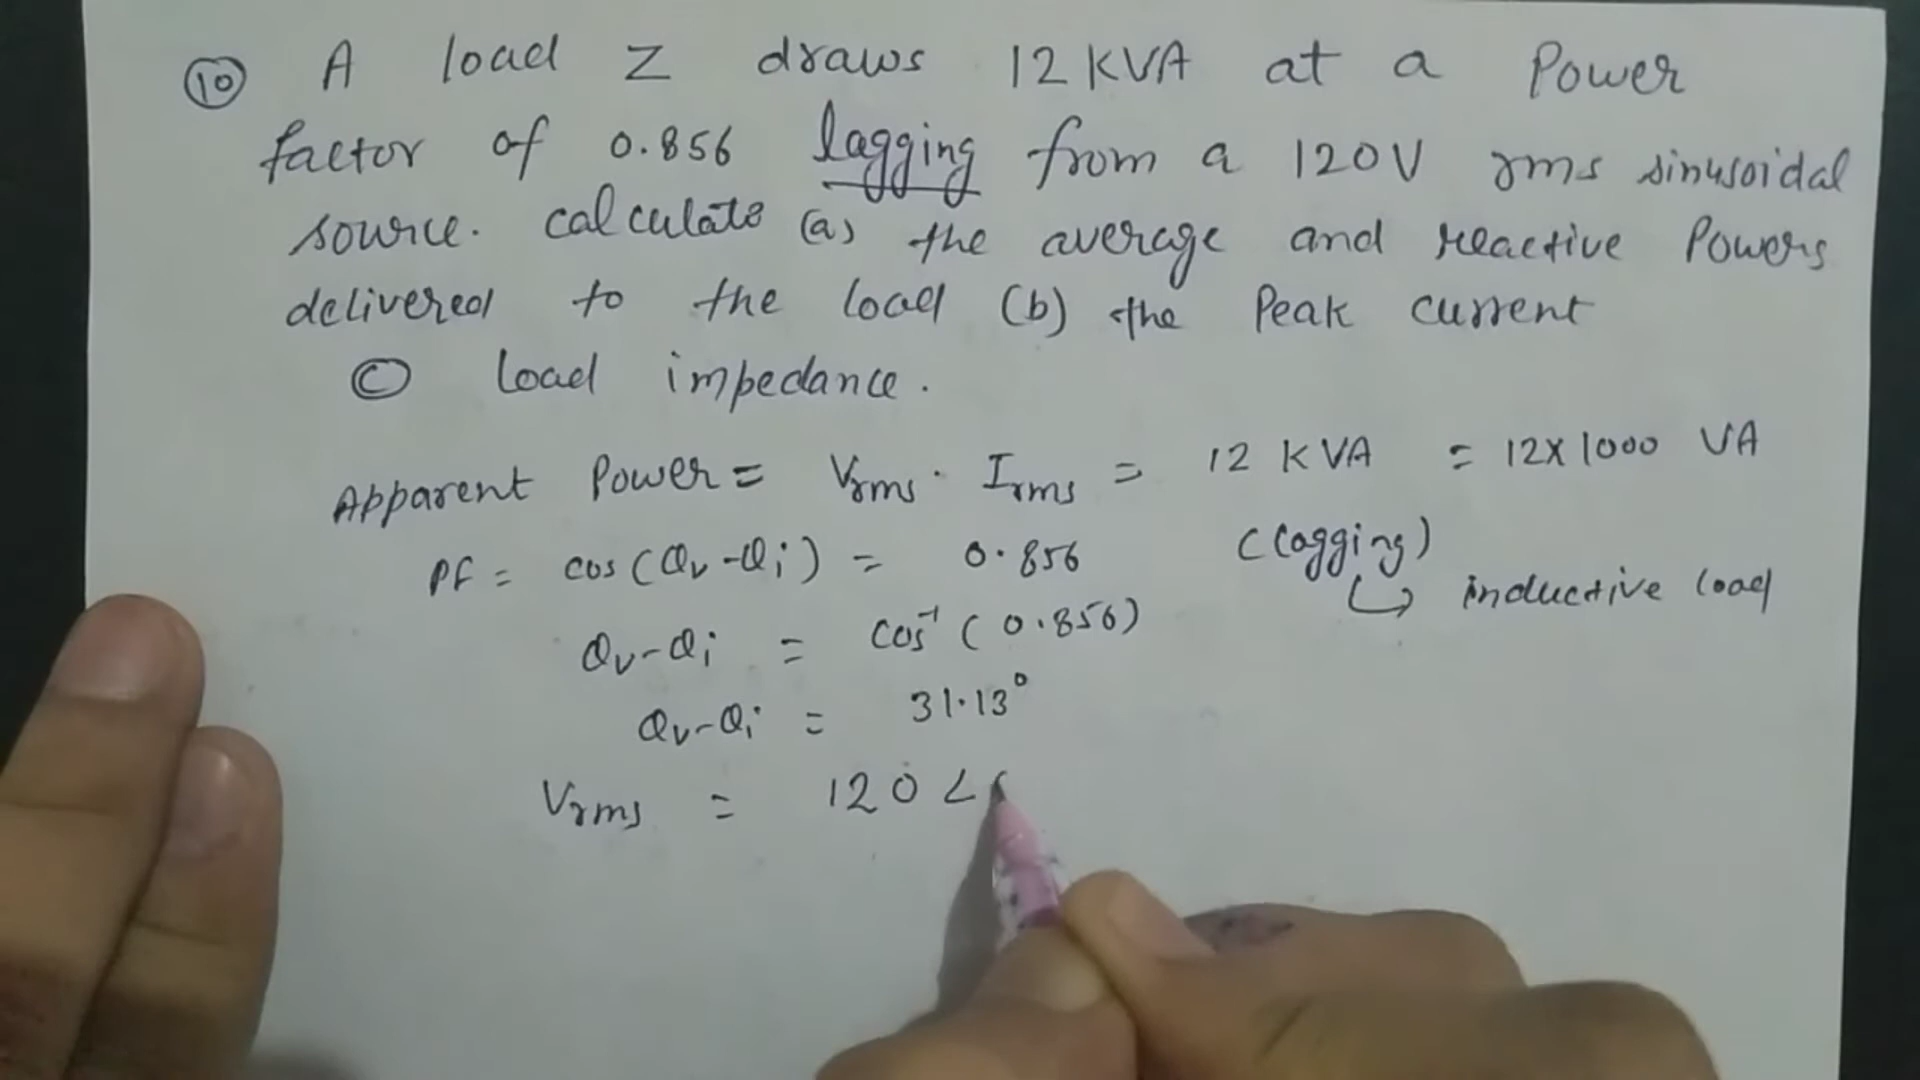 10 A load Z draws 12 KVA at a Power
factor of 0.856 lagging from a 120V rms sinusoidal
source. calculate (a) the average and reactive Powers
delivered to the load (b) the Peak current
© load impedance.
Apparent Power = Vrms · Irms = 12 KVA = 12 x 1000 VA
PF = cos(θv-θi) = 0.856 (lagging)
↳ inductive load
θv-θi = cos⁻¹(0.856)
θv-θi = 31.13°
Vrms = 120 ∠